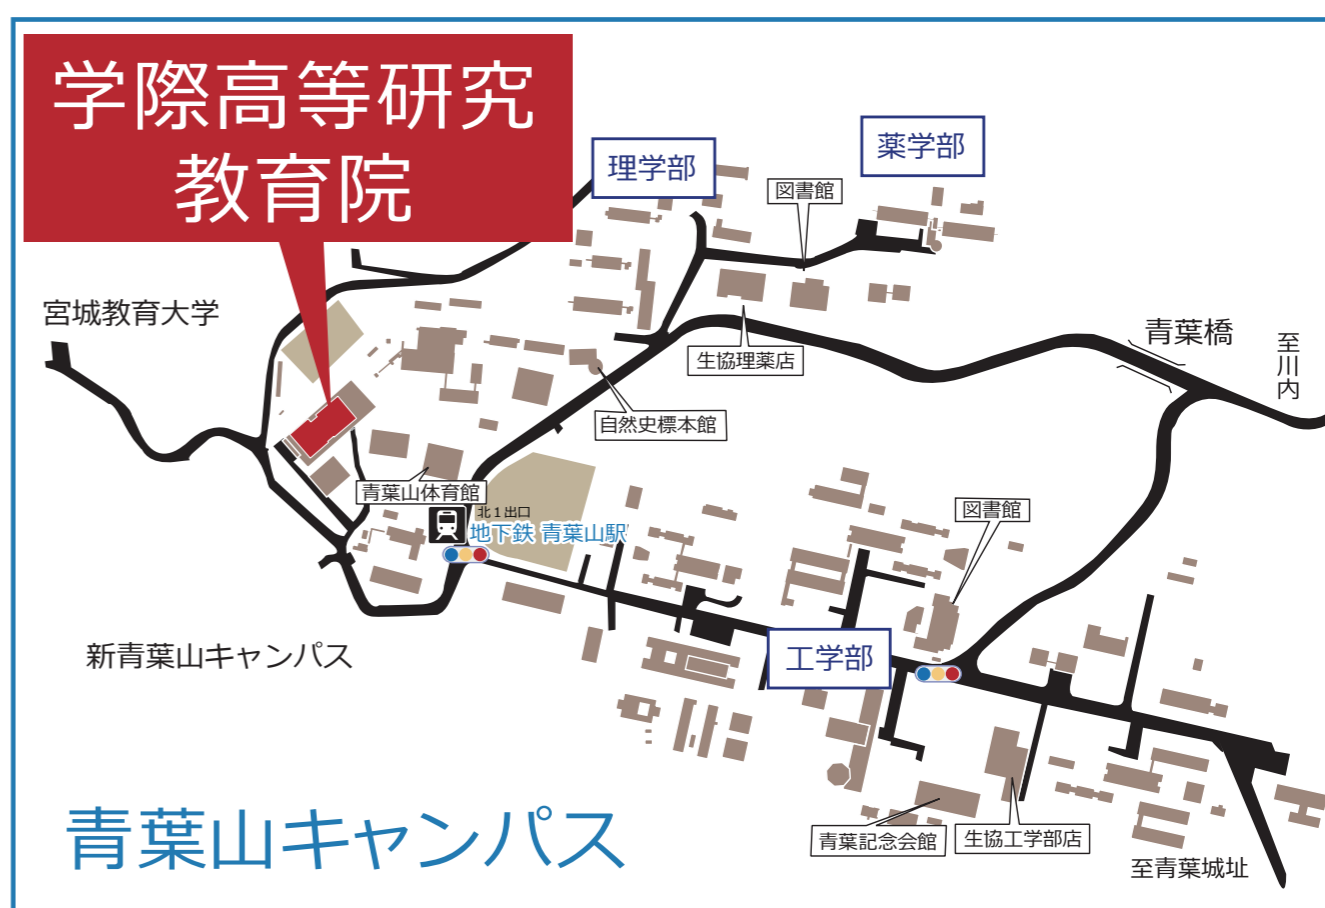 学際高等研究
教育院
理学部
薬学部
図書館
宮城教育大学
青葉橋
至川内
生協理薬店
自然史標本館
青葉山体育館
北1出口
地下鉄 青葉山駅
図書館
新青葉山キャンパス
工学部
青葉山キャンパス
青葉記念会館
生協工学部店
至青葉城址